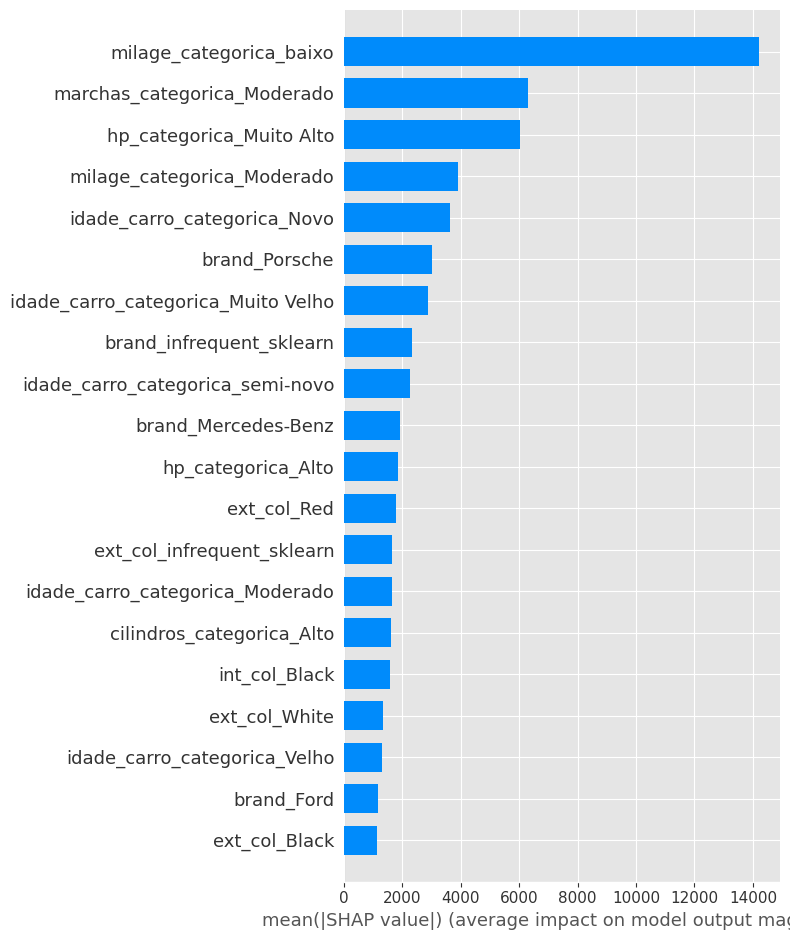 milage_categorica_baixo
marchas_categorica_Moderado
hp_categorica_Muito Alto
milage_categorica_Moderado
idade_carro_categorica_Novo
brand_Porsche
idade_carro_categorica_Muito Velho
brand_infrequent_sklearn
idade_carro_categorica_semi-novo
brand_Mercedes-Benz
hp_categorica_Alto
ext_col_Red
ext_col_infrequent_sklearn
idade_carro_categorica_Moderado
cilindros_categorica_Alto
int_col_Black
ext_col_White
idade_carro_categorica_Velho
brand_Ford
ext_col_Black
0 2000 4000 6000 8000 10000 12000 14000
mean(|SHAP value|) (average impact on model output mag